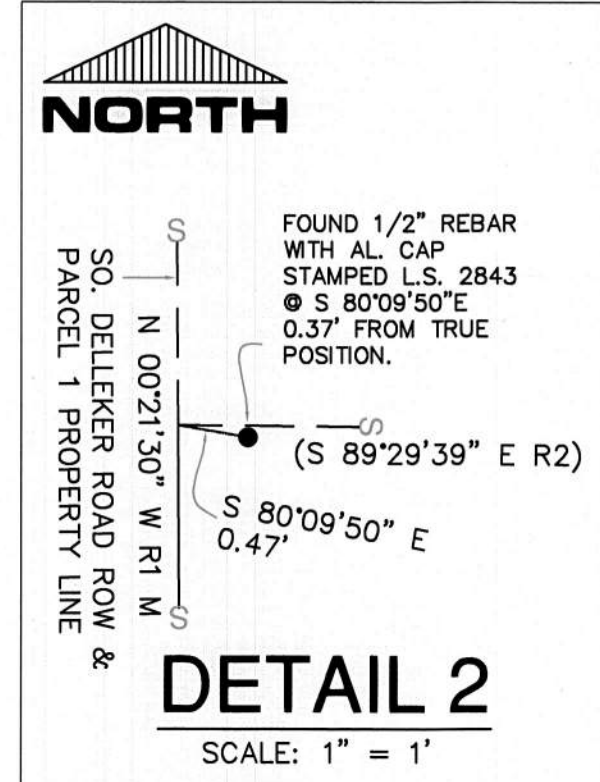 NORTH
FOUND 1/2" REBAR
WITH AL. CAP
STAMPED L.S. 2843
@ S 80°09'50"E
0.37' FROM TRUE
POSITION.
S
SO. DELLEKER ROAD ROW &
PARCEL 1 PROPERTY LINE
N 00°21'30" W R1 M
S
(S 89°29'39" E R2)
S 80°09'50" E
0.47'
S
DETAIL 2
SCALE: 1" = 1'